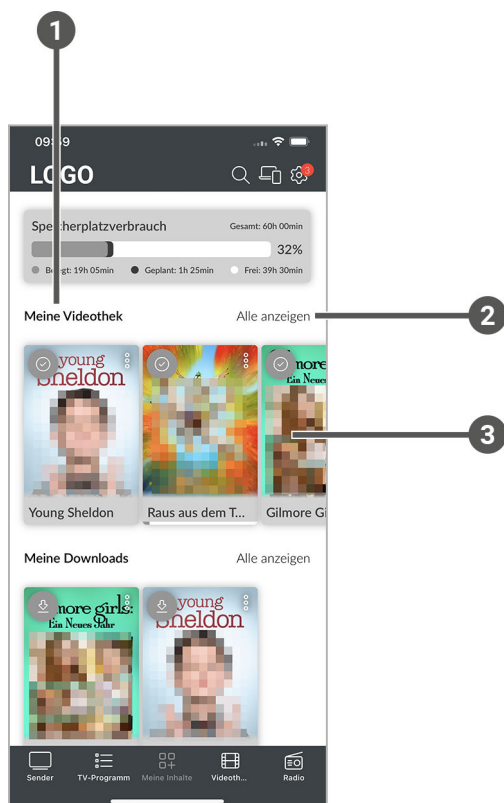 1
09:
9
LOGO
3
Speicherplatzverbrauch
Gesamt: 60h 00min
32%
Belegt: 19h 05min
Geplant: 1h 25min
Frei: 39h 30min
Meine Videothek
Alle anzeigen
2
young
Sheldon
more
Ein Neues
3
Young Sheldon
Raus aus dem T...
Gilmore Gi
Meine Downloads
Alle anzeigen
more girls:
Ein Neues Jahr
young
Sheldon
Sender
TV-Programm
Meine Inhalte
Videoth...
Radio